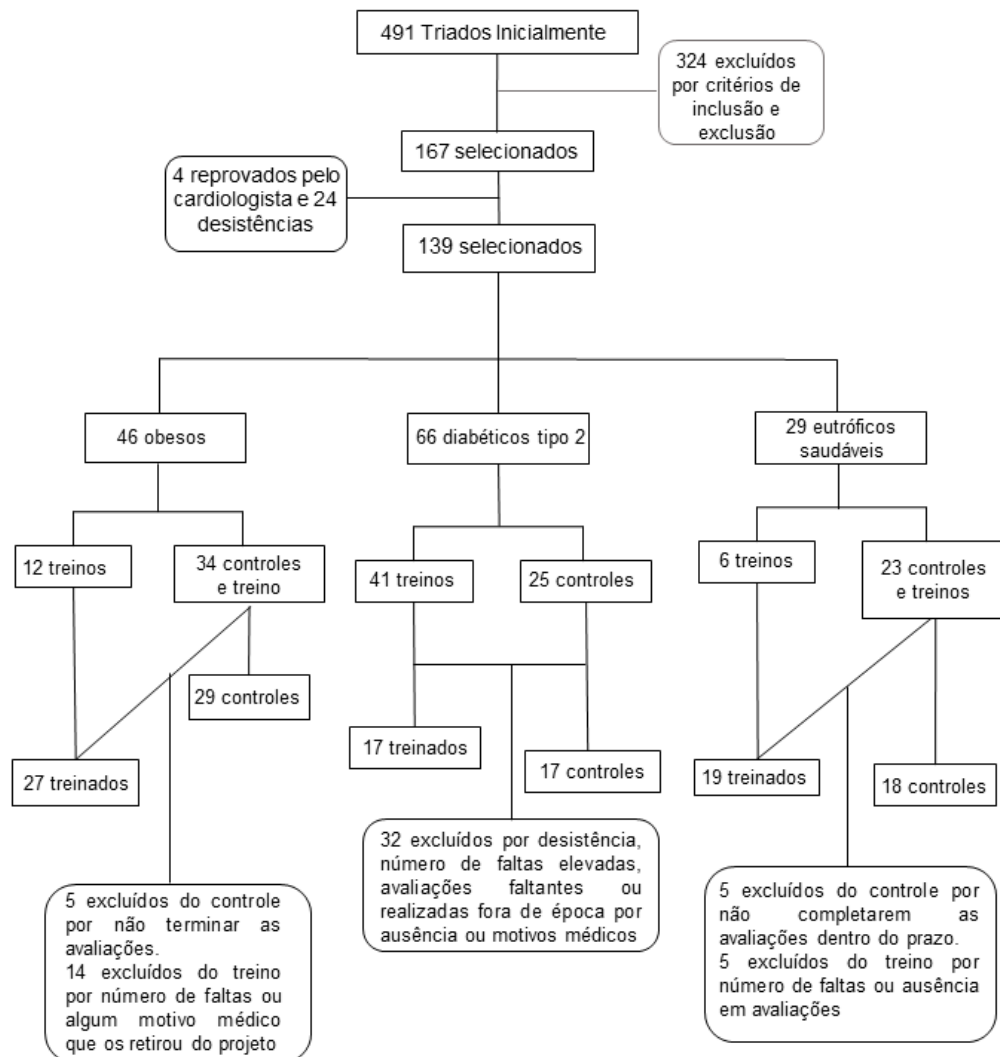 491 Triados Inicialmente
324 excluídos
por critérios de
inclusão e
exclusão
167 selecionados
4 reprovados pelo
cardiologista e 24
desistências
139 selecionados
46 obesos
66 diabéticos tipo 2
29 eutróficos
saudáveis
12 treinos
34 controles
e treino
41 treinos
25 controles
6 treinos
23 controles
e treinos
29 controles
17 treinados
17 controles
27 treinados
19 treinados
18 controles
5 excluídos do controle
por não terminar as
avaliações.
14 excluídos do treino
por número de faltas ou
algum motivo médico
que os retirou do projeto
32 excluídos por desistência,
número de faltas elevadas,
avaliações faltantes ou
realizadas fora de época por
ausência ou motivos médicos
5 excluídos do controle por
não completarem as
avaliações dentro do prazo.
5 excluídos do treino por
número de faltas ou ausência
em avaliações